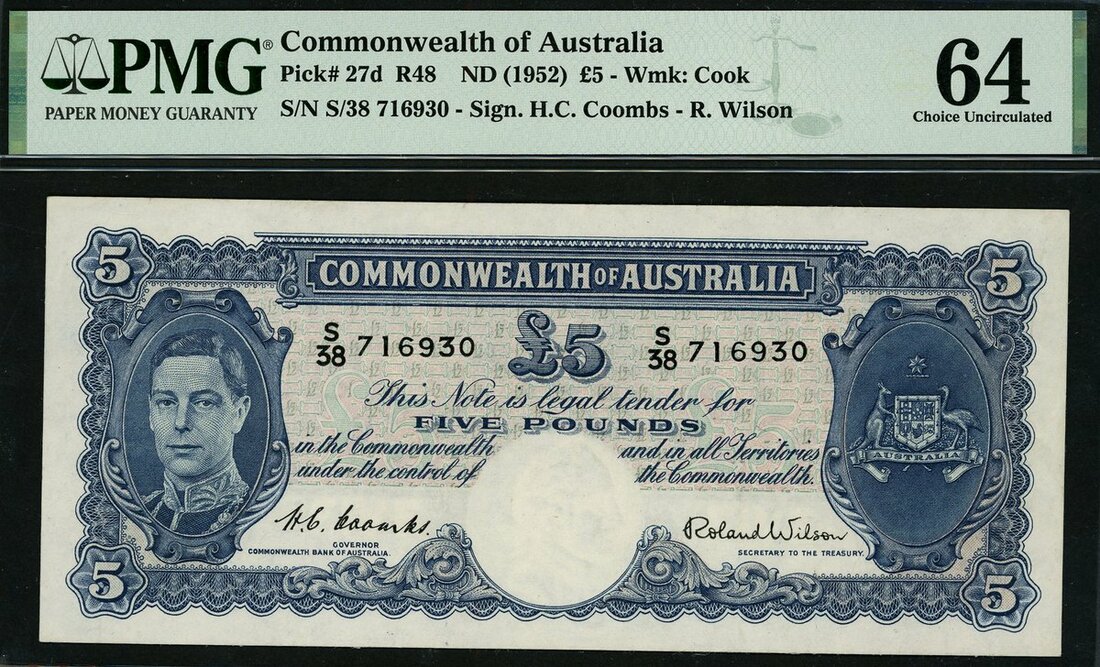 PMG®
PAPER MONEY GUARANTY
Commonwealth of Australia
Pick# 27d R48 ND (1952) £5 - Wmk: Cook
S/N S/38 716930 - Sign. H.C. Coombs - R. Wilson
64
Choice Uncirculated
5
5
COMMONWEALTH OF AUSTRALIA
S/38 716930
£5
S/38 716930
This Note is legal tender for
FIVE POUNDS
in the Commonwealth and in all Territories
under the control of the Commonwealth.
AUSTRALIA
H.C. Coombs.
GOVERNOR
COMMONWEALTH BANK OF AUSTRALIA.
Roland Wilson
SECRETARY TO THE TREASURY.
5
5